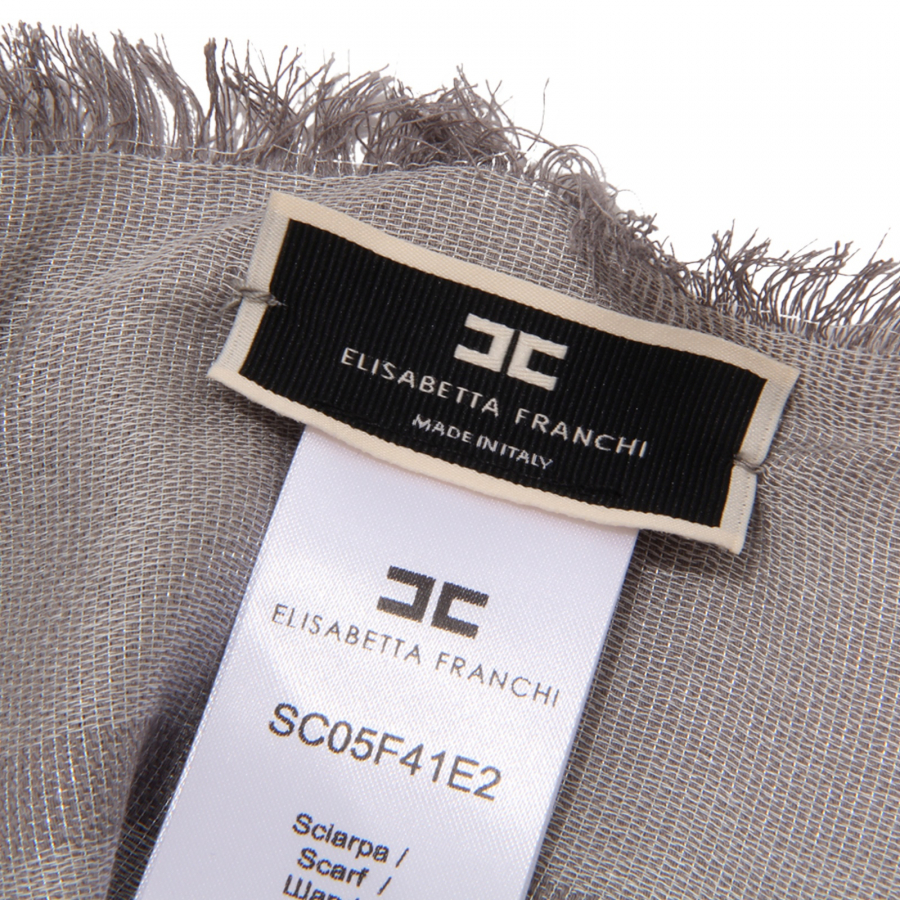 ELISABETTA FRANCHI
MADE IN ITALY
ELISABETTA FRANCHI
SC05F41E2
Sciarpa /
Scarf /